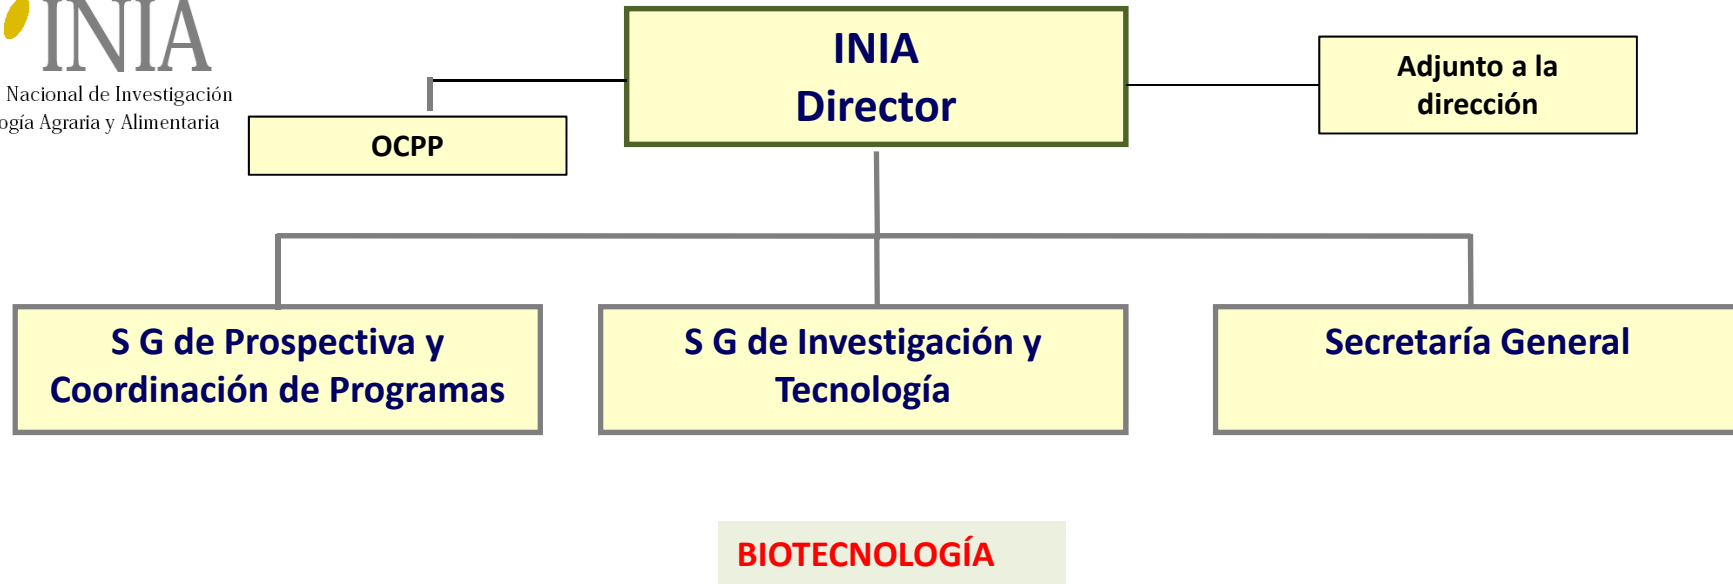 INIA
Nacional de Investigación
ogía Agraria y Alimentaria
INIA
Director
Adjunto a la
dirección
OCPP
S G de Prospectiva y
Coordinación de Programas
S G de Investigación y
Tecnología
Secretaría General
BIOTECNOLOGÍA